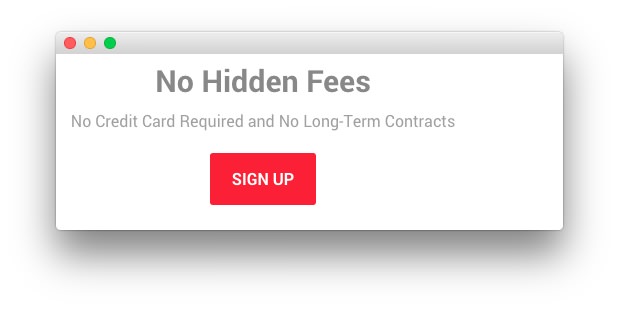 No Hidden Fees
No Credit Card Required and No Long-Term Contracts
SIGN UP